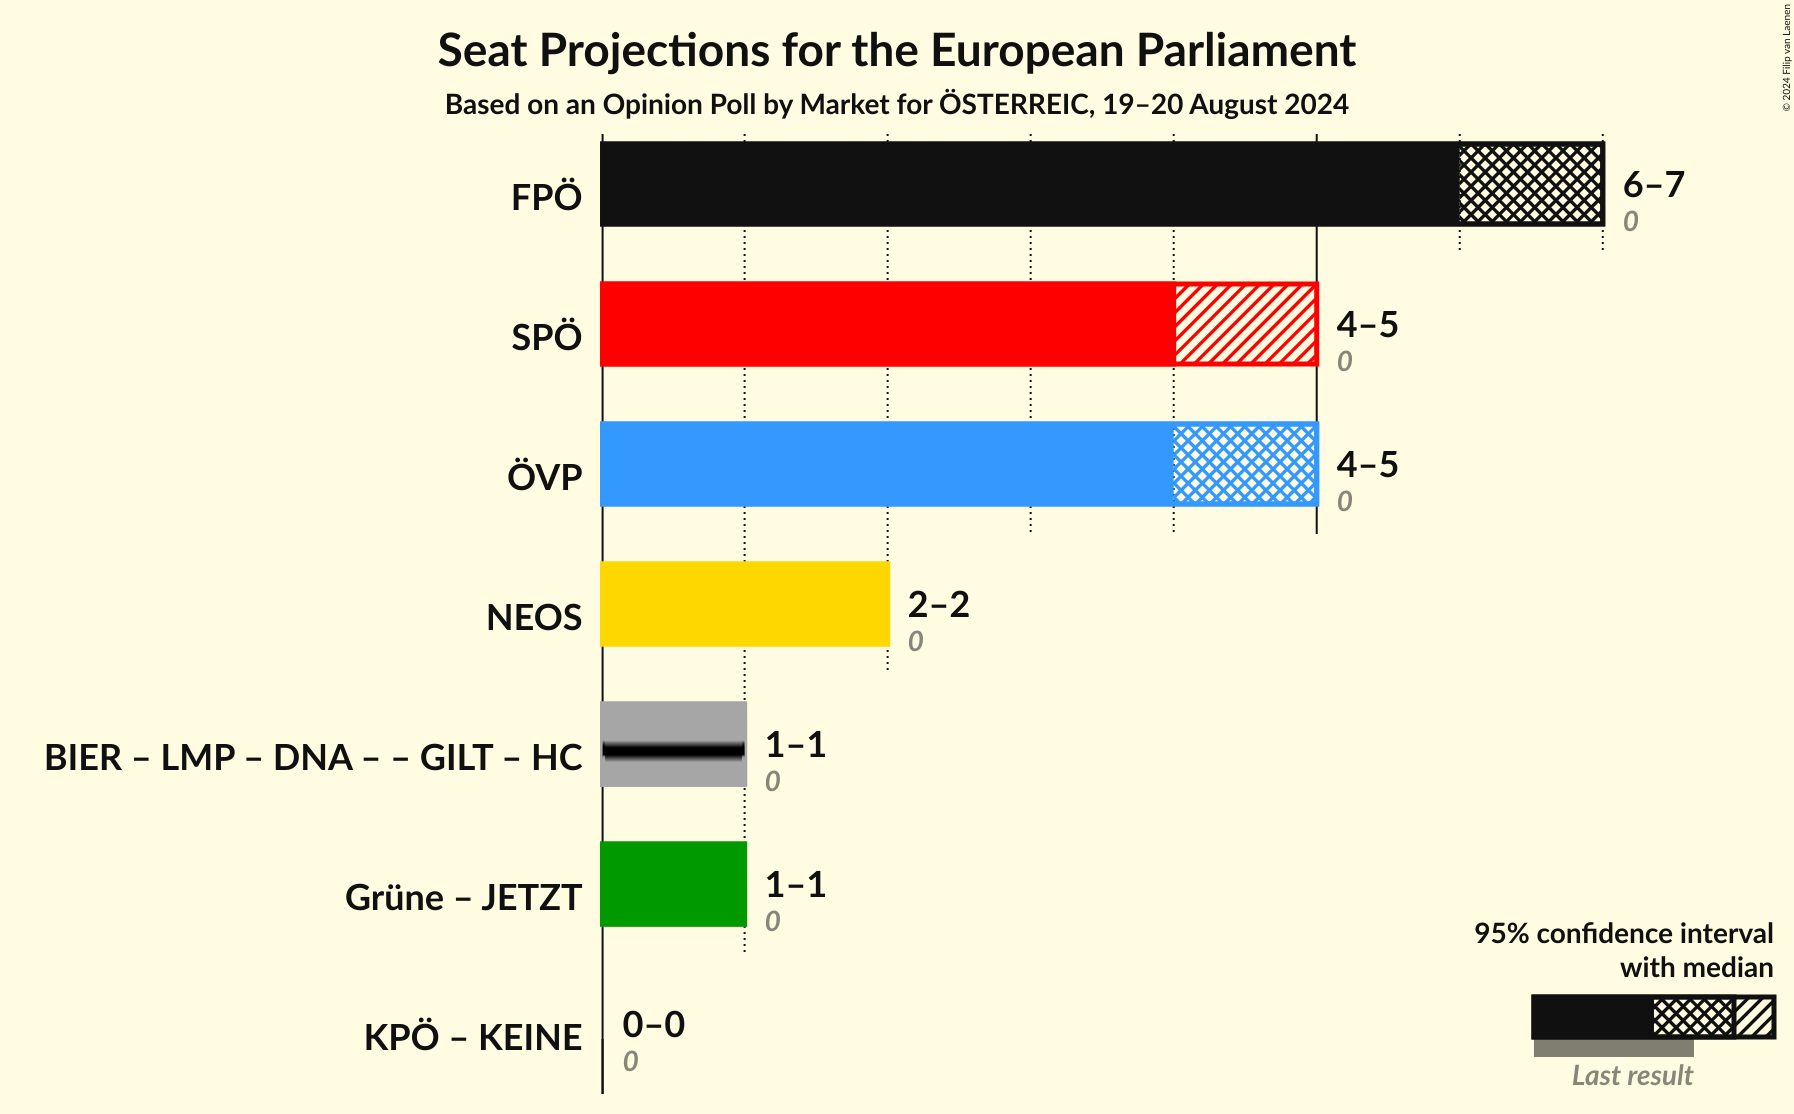 Seat Projections for the European Parliament
Based on an Opinion Poll by Market for ÖSTERREIC, 19–20 August 2024
© 2024 Filip van Laenen
FPÖ
6–7
0
SPÖ
4–5
0
ÖVP
4–5
0
NEOS
2–2
0
BIER – LMP – DNA – – GILT – HC
1–1
0
Grüne – JETZT
1–1
0
KPÖ – KEINE
0–0
0
95% confidence interval
with median
Last result